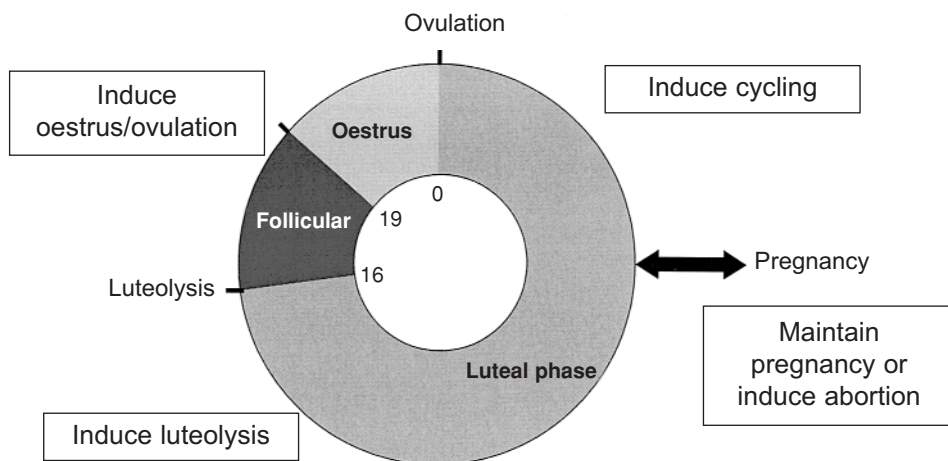 Ovulation
Induce
oestrus/ovulation
Induce cycling
Oestrus
0
Follicular
19
Luteolysis
16
Pregnancy
Luteal phase
Maintain
pregnancy or
induce abortion
Induce luteolysis